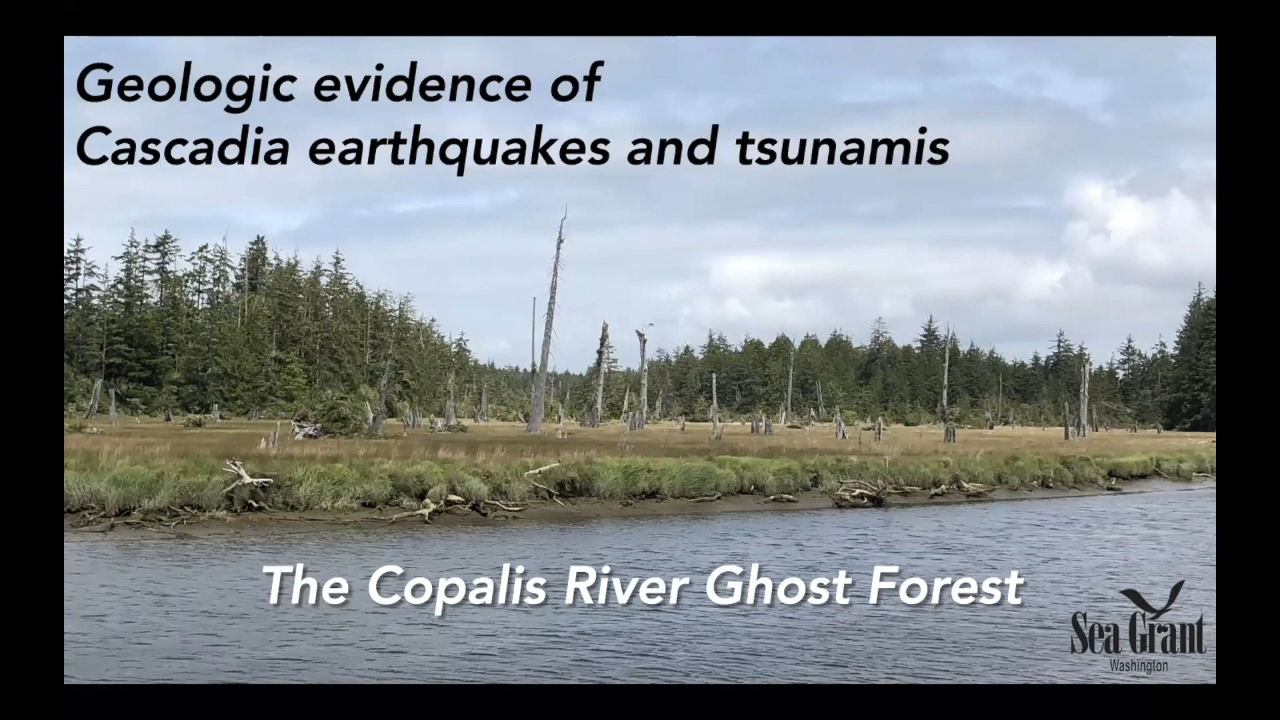 Geologic evidence of
Cascadia earthquakes and tsunamis
The Copalis River Ghost Forest
Sea Grant
Washington